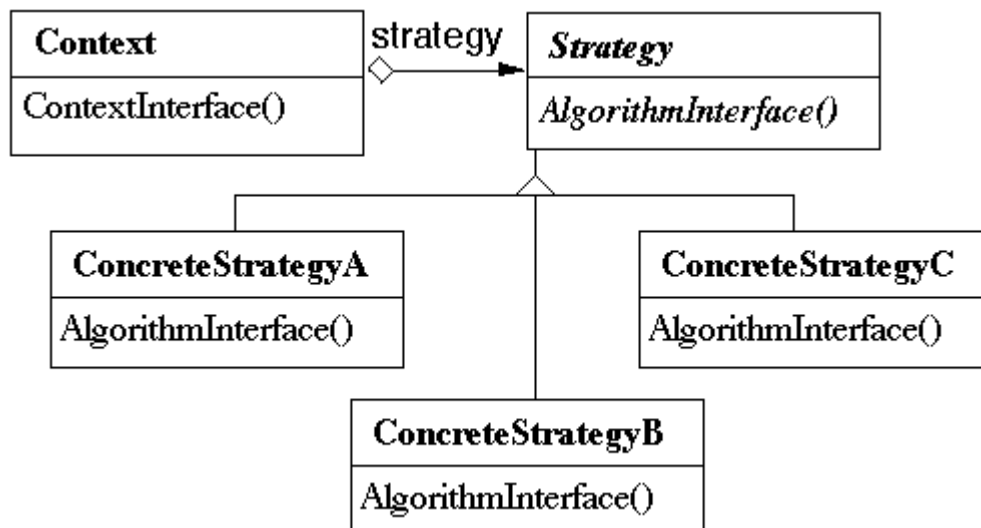 Context
ContextInterface()
strategy
Strategy
AlgorithmInterface()
ConcreteStrategyA
AlgorithmInterface()
ConcreteStrategyB
AlgorithmInterface()
ConcreteStrategyC
AlgorithmInterface()